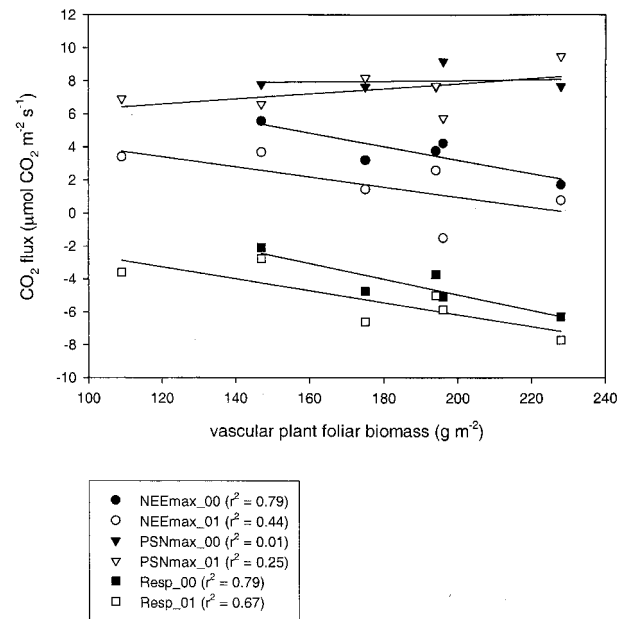 12
10
8
6
4
2
0
-2
-4
-6
-8
-10
CO₂ flux (µmol CO₂ m⁻² s⁻¹)
100 120 140 160 180 200 220 240
vascular plant foliar biomass (g m⁻²)
NEEmax_00 (r² = 0.79)
NEEmax_01 (r² = 0.44)
PSNmax_00 (r² = 0.01)
PSNmax_01 (r² = 0.25)
Resp_00 (r² = 0.79)
Resp_01 (r² = 0.67)